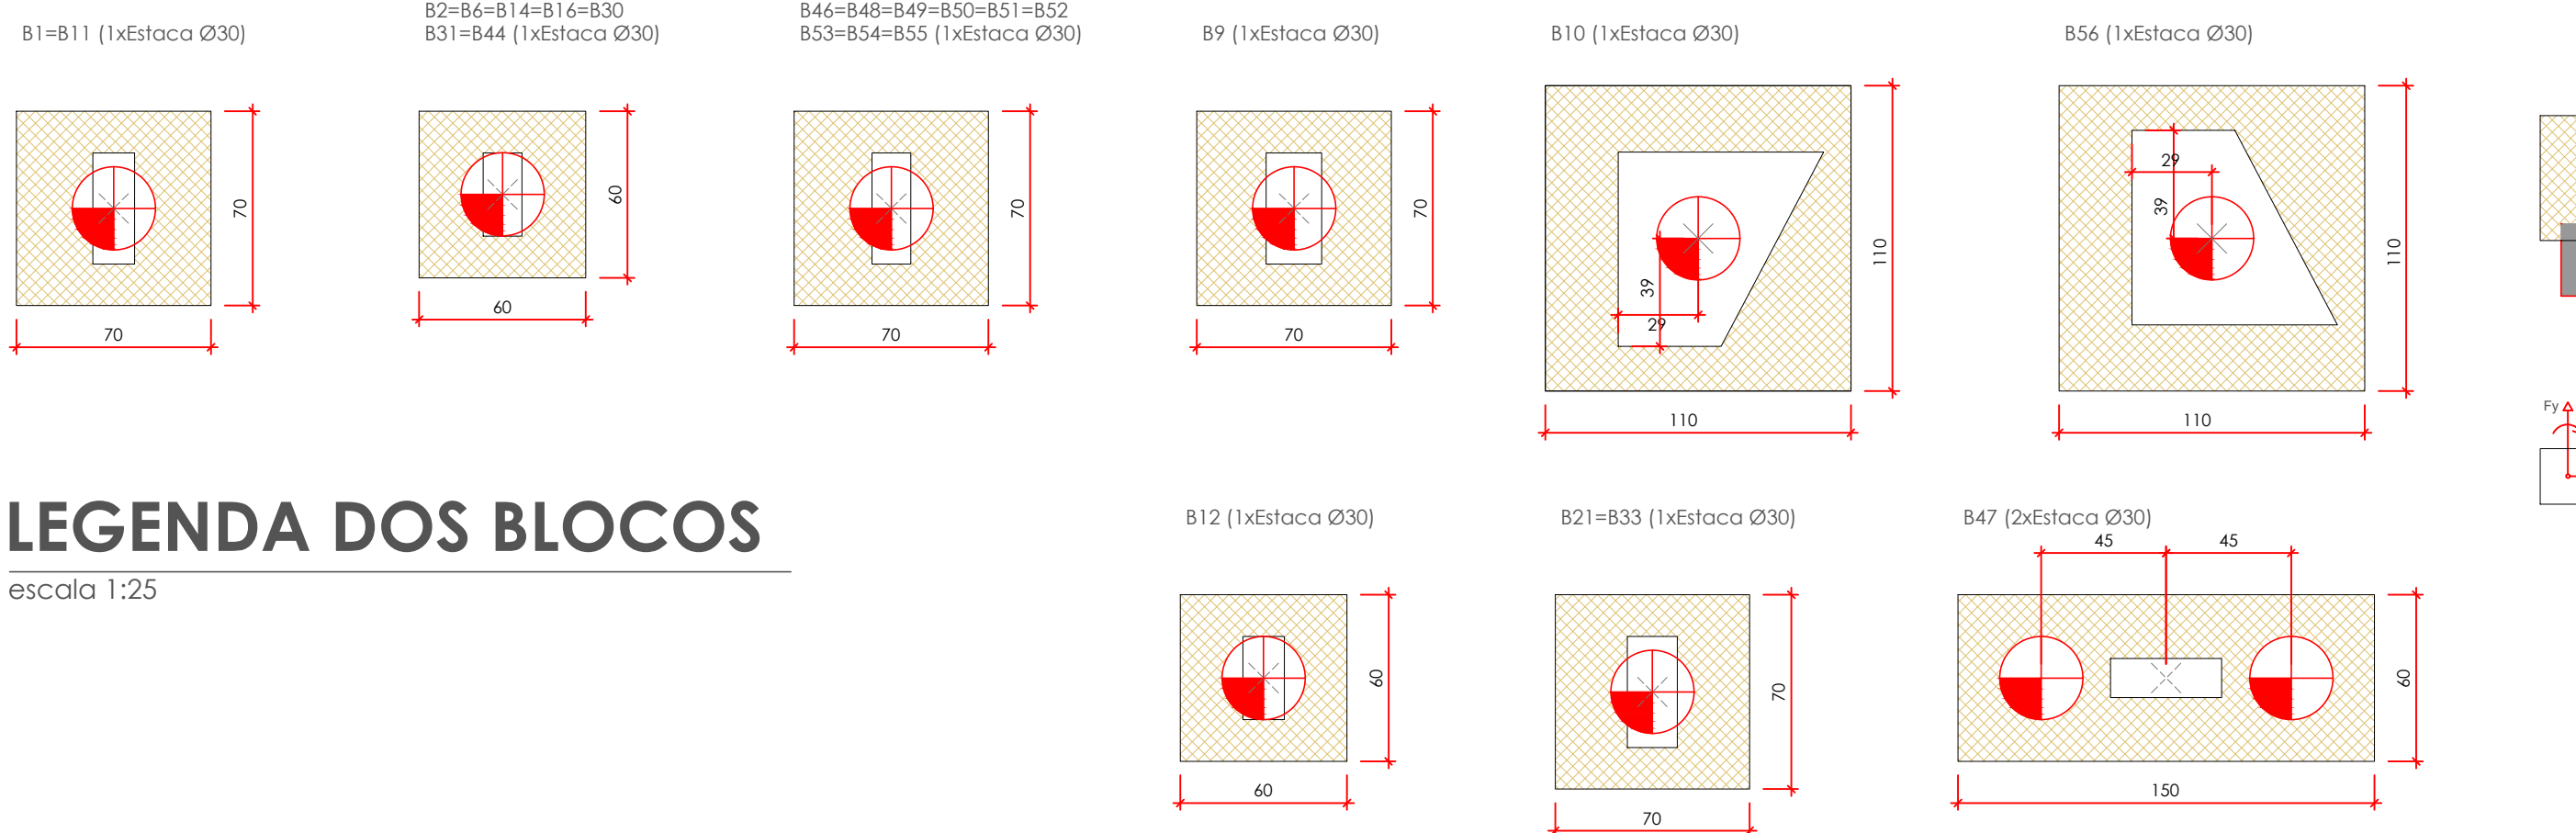 B1=B11 (1xEstaca Ø30)
70
70
B2=B6=B14=B16=B30
B31=B44 (1xEstaca Ø30)
60
60
B46=B48=B49=B50=B51=B52
B53=B54=B55 (1xEstaca Ø30)
70
70
B9 (1xEstaca Ø30)
70
70
B10 (1xEstaca Ø30)
39
29
110
110
B56 (1xEstaca Ø30)
29
39
110
110
Fy
LEGENDA DOS BLOCOS
escala 1:25
B12 (1xEstaca Ø30)
60
60
B21=B33 (1xEstaca Ø30)
70
70
B47 (2xEstaca Ø30)
45
45
60
150